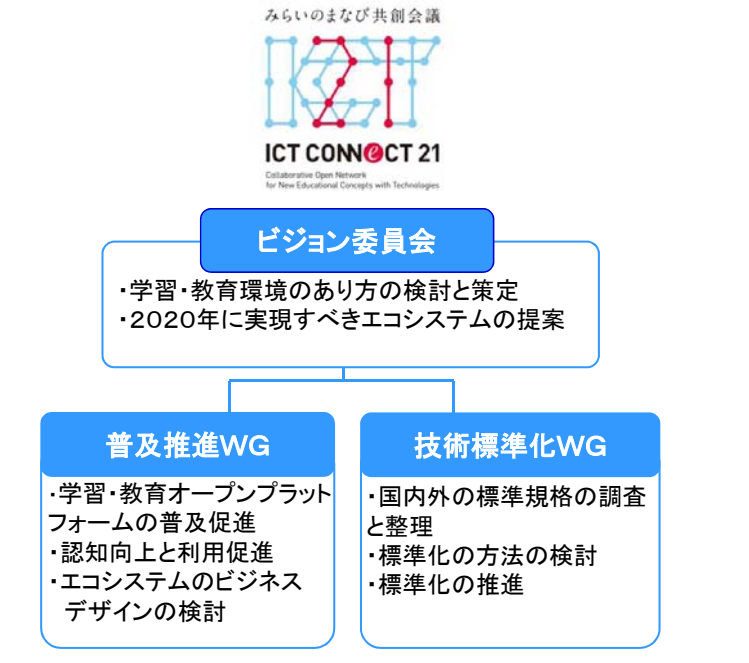 みらいのまなび共創会議
ICT CONNeCT 21
Collaborative Open Network
for New Educational Concepts with Technologies
ビジョン委員会
・学習・教育環境のあり方の検討と策定
・2020年に実現すべきエコシステムの提案
普及推進WG
・学習・教育オープンプラット
フォームの普及促進
・認知向上と利用促進
・エコシステムのビジネス
デザインの検討
技術標準化WG
・国内外の標準規格の調査
と整理
・標準化の方法の検討
・標準化の推進